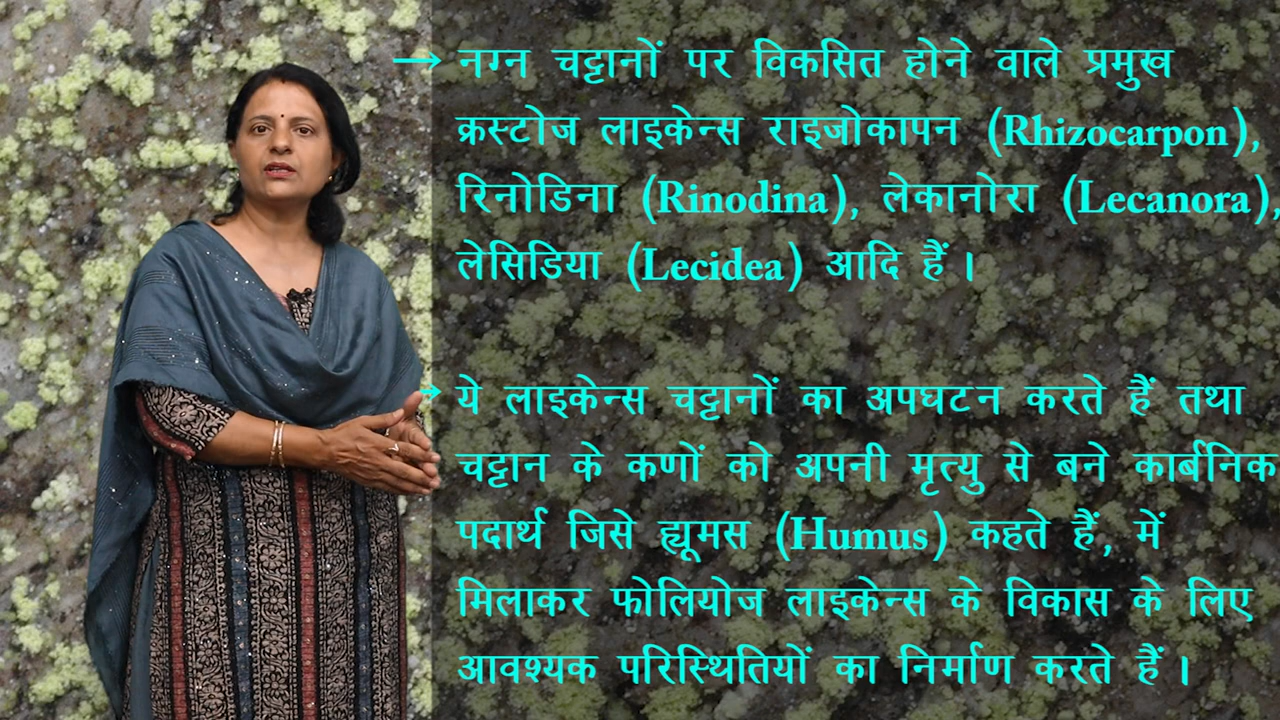 → नग्न चट्टानों पर विकसित होने वाले प्रमुख
क्रस्टोज लाइकेन्स राइजोकापन (Rhizocarpon),
रिनोडिना (Rinodina), लेकानोरा (Lecanora),
लेसिडिया (Lecidea) आदि हैं ।
→ ये लाइकेन्स चट्टानों का अपघटन करते हैं तथा
चट्टान के कणों को अपनी मृत्यु से बने कार्बनिक
पदार्थ जिसे ह्यूमस (Humus) कहते हैं, में
मिलाकर फोलियोज लाइकेन्स के विकास के लिए
आवश्यक परिस्थितियों का निर्माण करते हैं ।